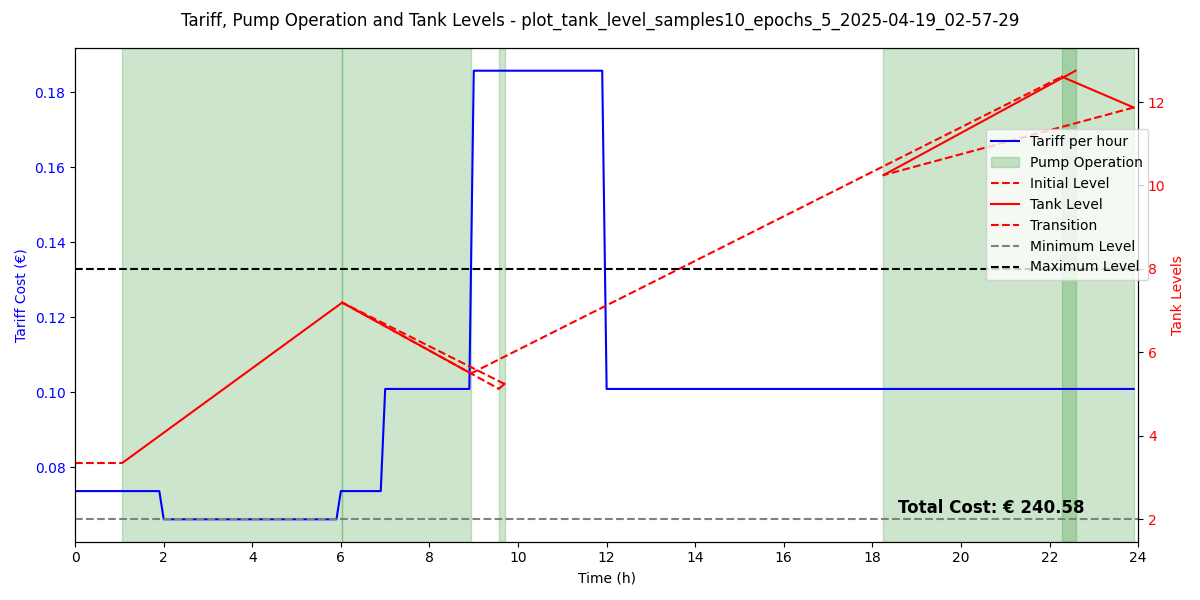 Tariff, Pump Operation and Tank Levels - plot_tank_level_samples10_epochs_5_2025-04-19_02-57-29
Tariff Cost (€)
0.18
0.16
0.14
0.12
0.10
0.08
0 2 4 6 8 10 12 14 16 18 20 22 24
Time (h)
12
10
8
6
4
2
Tank Levels
Tariff per hour
Pump Operation
Initial Level
Tank Level
Transition
Minimum Level
Maximum Level
Total Cost: € 240.58